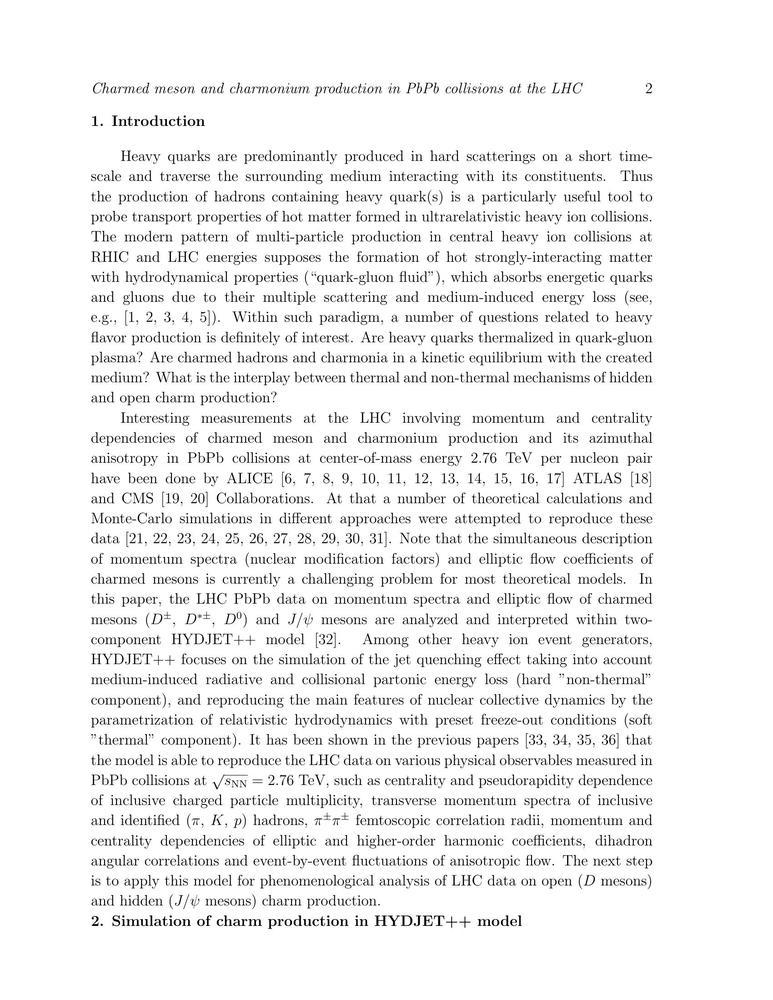 Charmed meson and charmonium production in PbPb collisions at the LHC 2
1. Introduction
Heavy quarks are predominantly produced in hard scatterings on a short time-
scale and traverse the surrounding medium interacting with its constituents. Thus
the production of hadrons containing heavy quark(s) is a particularly useful tool to
probe transport properties of hot matter formed in ultrarelativistic heavy ion collisions.
The modern pattern of multi-particle production in central heavy ion collisions at
RHIC and LHC energies supposes the formation of hot strongly-interacting matter
with hydrodynamical properties (“quark-gluon fluid”), which absorbs energetic quarks
and gluons due to their multiple scattering and medium-induced energy loss (see,
e.g., [1, 2, 3, 4, 5]). Within such paradigm, a number of questions related to heavy
flavor production is definitely of interest. Are heavy quarks thermalized in quark-gluon
plasma? Are charmed hadrons and charmonia in a kinetic equilibrium with the created
medium? What is the interplay between thermal and non-thermal mechanisms of hidden
and open charm production?
Interesting measurements at the LHC involving momentum and centrality
dependencies of charmed meson and charmonium production and its azimuthal
anisotropy in PbPb collisions at center-of-mass energy 2.76 TeV per nucleon pair
have been done by ALICE [6, 7, 8, 9, 10, 11, 12, 13, 14, 15, 16, 17] ATLAS [18]
and CMS [19, 20] Collaborations. At that a number of theoretical calculations and
Monte-Carlo simulations in different approaches were attempted to reproduce these
data [21, 22, 23, 24, 25, 26, 27, 28, 29, 30, 31]. Note that the simultaneous description
of momentum spectra (nuclear modification factors) and elliptic flow coefficients of
charmed mesons is currently a challenging problem for most theoretical models. In
this paper, the LHC PbPb data on momentum spectra and elliptic flow of charmed
mesons (D±, D*±, D⁰) and J/ψ mesons are analyzed and interpreted within two-
component HYDJET++ model [32]. Among other heavy ion event generators,
HYDJET++ focuses on the simulation of the jet quenching effect taking into account
medium-induced radiative and collisional partonic energy loss (hard ”non-thermal”
component), and reproducing the main features of nuclear collective dynamics by the
parametrization of relativistic hydrodynamics with preset freeze-out conditions (soft
”thermal” component). It has been shown in the previous papers [33, 34, 35, 36] that
the model is able to reproduce the LHC data on various physical observables measured in
PbPb collisions at √sNN = 2.76 TeV, such as centrality and pseudorapidity dependence
of inclusive charged particle multiplicity, transverse momentum spectra of inclusive
and identified (π, K, p) hadrons, π±π± femtoscopic correlation radii, momentum and
centrality dependencies of elliptic and higher-order harmonic coefficients, dihadron
angular correlations and event-by-event fluctuations of anisotropic flow. The next step
is to apply this model for phenomenological analysis of LHC data on open (D mesons)
and hidden (J/ψ mesons) charm production.
2. Simulation of charm production in HYDJET++ model